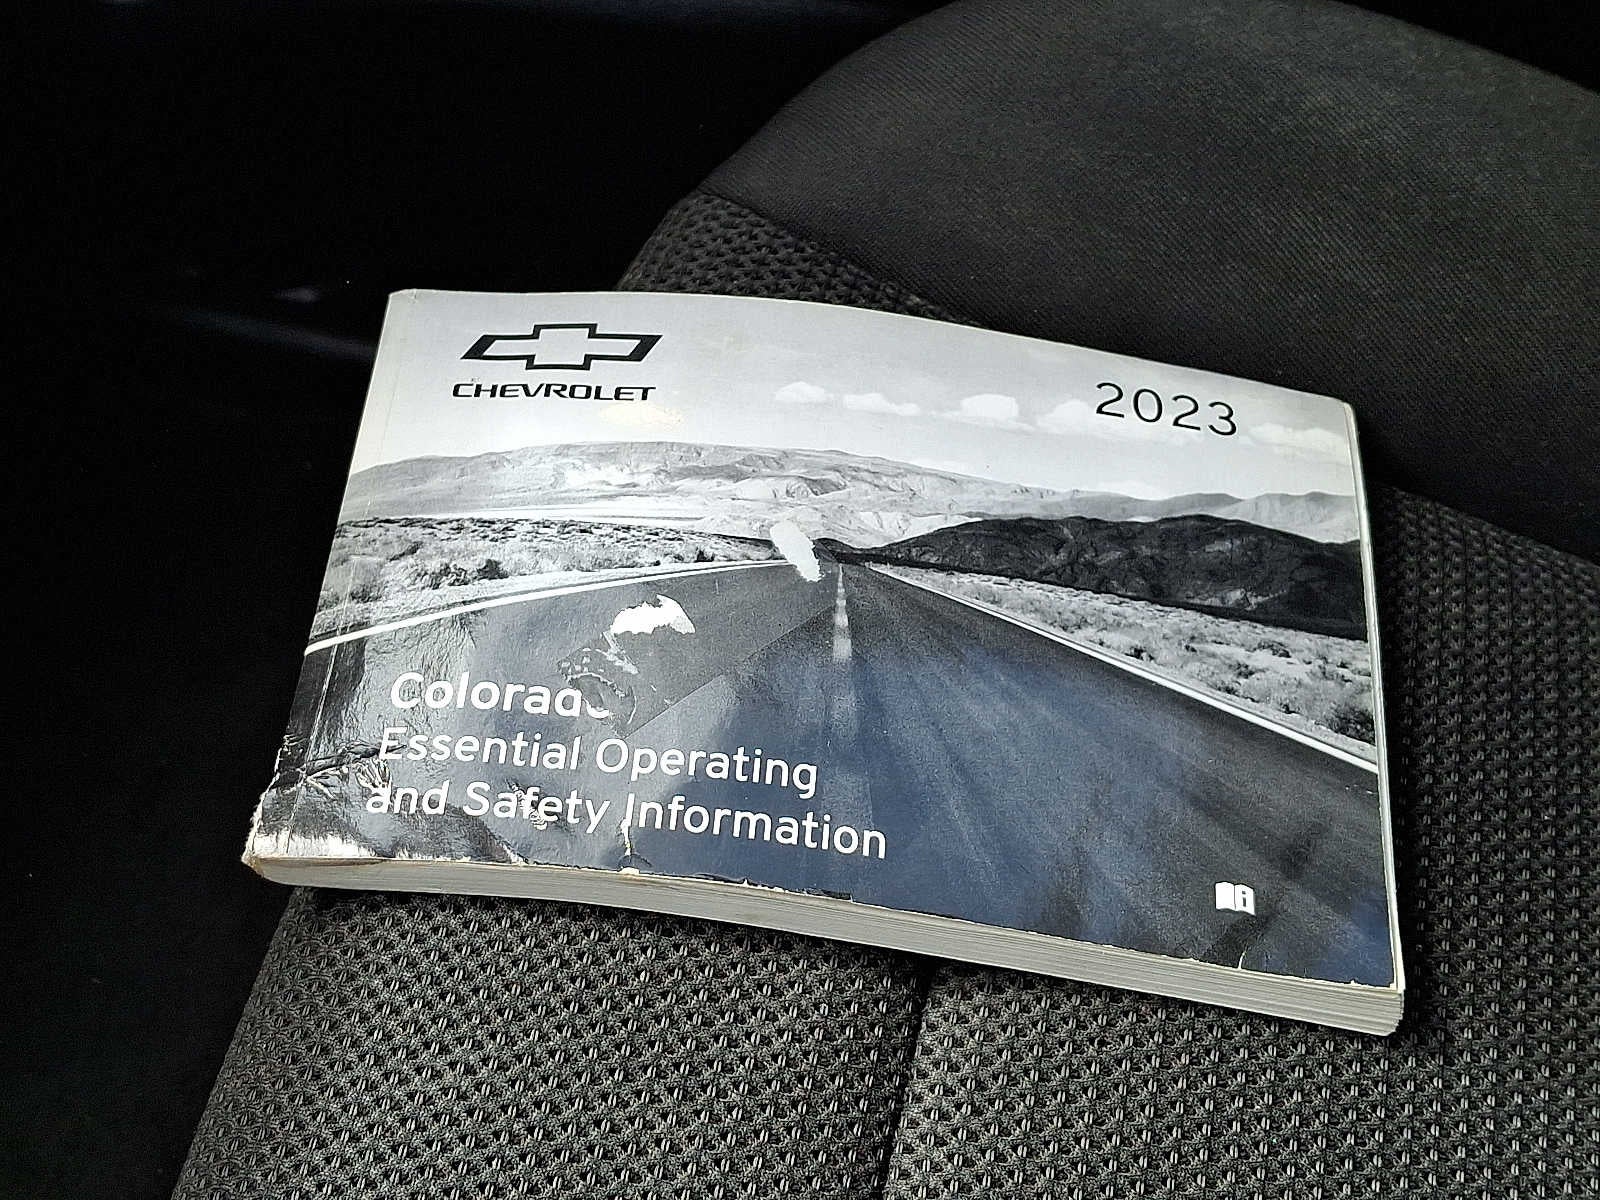 CHEVROLET
2023
Colorado
Essential Operating
and Safety Information